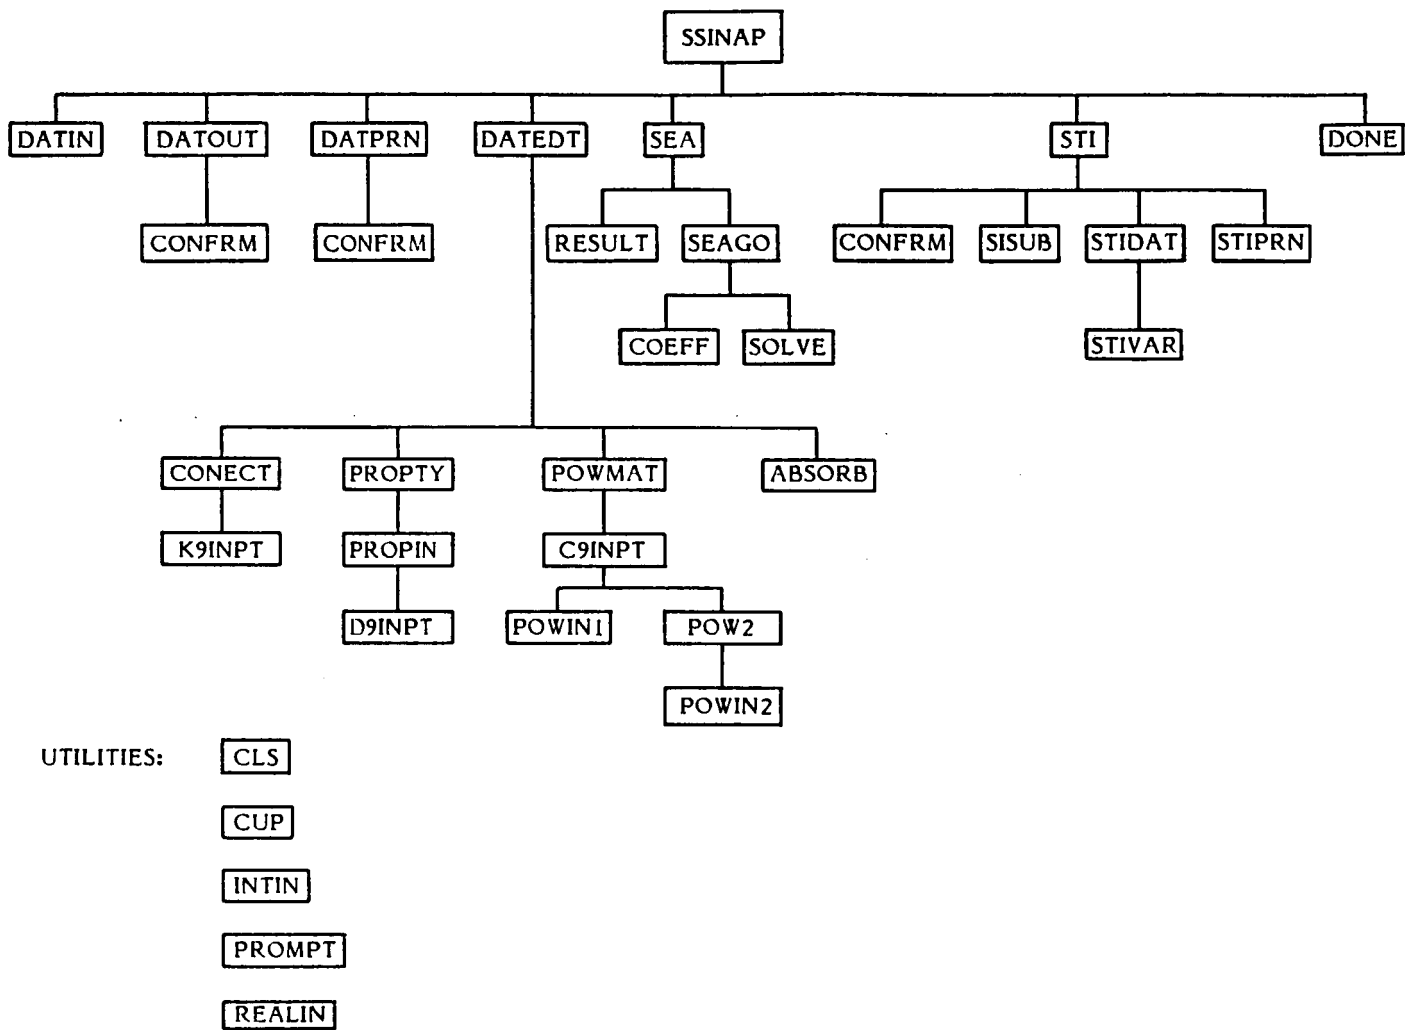 SSINAP
DATIN DATOUT DATPRN DATEDT SEA STI DONE
CONFRM CONFRM RESULT SEAGO CONFRM SISUB STIDAT STIPRN
COEFF SOLVE STIVAR
CONECT PROPTY POWMAT ABSORB
K9INPT PROPIN C9INPT
D9INPT POWIN1 POW2
POWIN2
UTILITIES: CLS
CUP
INTIN
PROMPT
REALIN